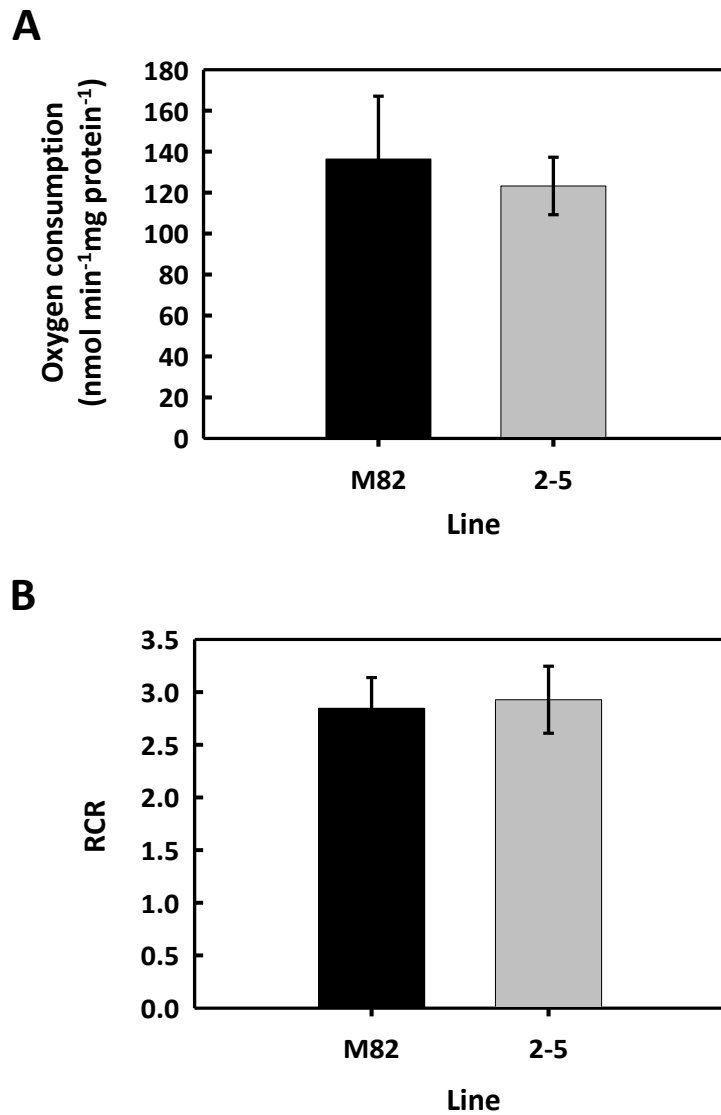 A
Oxygen consumption
(nmol min⁻¹mg protein⁻¹)
180
160
140
120
100
80
60
40
20
0
M82 2-5
Line
B
RCR
3.5
3.0
2.5
2.0
1.5
1.0
0.5
0.0
M82 2-5
Line